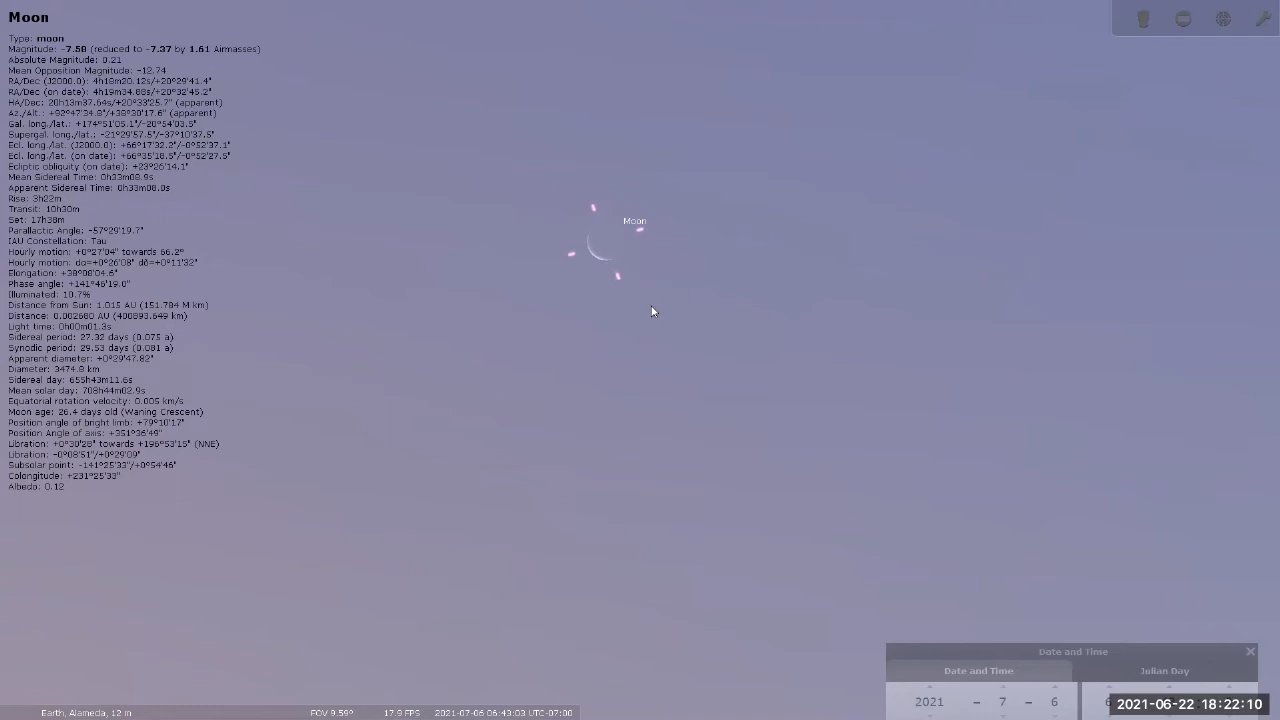 Moon
Type: moon
Magnitude: -7.58 (reduced to -7.37 by 1.61 Airmasses)
Absolute Magnitude: 0.21
Mean Opposition Magnitude: -12.74
RA/Dec (J2000.0): 4h18m20.12s/+20°29'41.4"
RA/Dec (on date): 4h19m34.88s/+20°32'45.2"
HA/Dec: 20h13m37.64s/+20°33'25.7" (apparent)
Az./Alt.: +92°47'34.8"/+38°30'17.6" (apparent)
Gal. long./lat.: +174°51'05.1"/-20°54'03.5"
Supergal. long./lat.: -21°29'57.5"/-37°10'37.5"
Ecl. long./lat. (J2000.0): +66°17'32.2"/-0°52'37.1"
Ecl. long./lat. (on date): +66°35'18.5"/-0°52'27.5"
Ecliptic obliquity (on date): +23°26'14.1"
Mean Sidereal Time: 0h33m08.9s
Apparent Sidereal Time: 0h33m08.0s
Rise: 3h22m
Transit: 10h30m
Set: 17h38m
Parallactic Angle: -57°29'19.7"
IAU Constellation: Tau
Hourly motion: +0°27'04" towards 66.2°
Hourly motion: dα=+0°26'08" dδ=+0°11'32"
Elongation: +38°08'04.6"
Phase angle: +141°46'19.0"
Illuminated: 10.7%
Distance from Sun: 1.015 AU (151.784 M km)
Distance: 0.002680 AU (400893.649 km)
Light time: 0h00m01.3s
Sidereal period: 27.32 days (0.075 a)
Synodic period: 29.53 days (0.081 a)
Apparent diameter: +0°29'47.82"
Diameter: 3474.8 km
Sidereal day: 655h43m11.6s
Mean solar day: 708h44m02.9s
Equatorial rotation velocity: 0.005 km/s
Moon age: 26.4 days old (Waning Crescent)
Position angle of bright limb: +79°10'17"
Position Angle of axis: +351°36'49"
Libration: +0°30'28" towards +196°53'15" (NNE)
Libration: -0°08'51"/+0°29'09"
Subsolar point: -141°25'33"/+0°54'46"
Colongitude: +231°25'33"
Albedo: 0.12
Moon
Date and Time
Date and Time Julian Day
2021 - 7 - 6
2021-06-22 18:22:10
Earth, Alameda, 12 m FOV 9.59° 17.9 FPS 2021-07-06 06:43:03 UTC-07:00